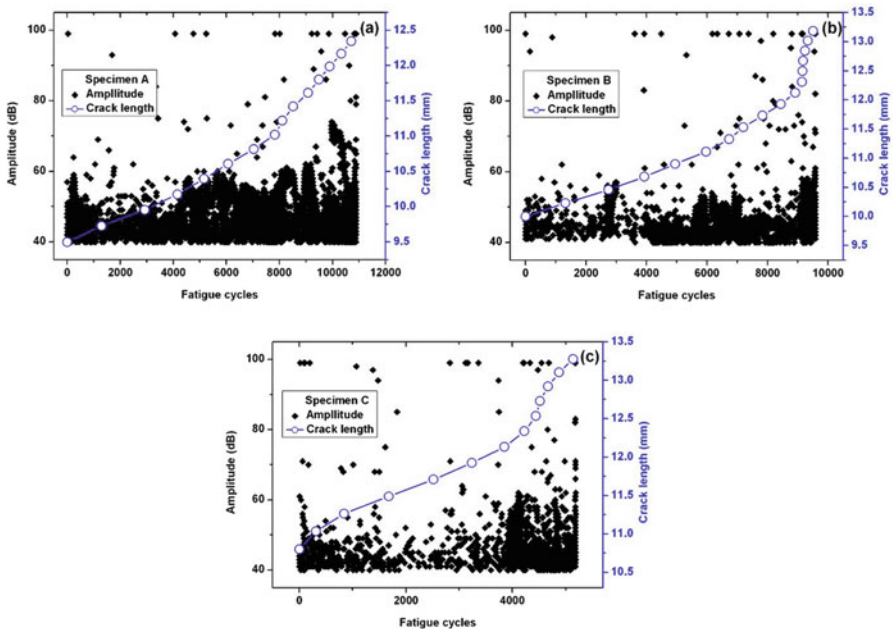 (a)
Specimen A
Ampllitude
Crack length
Amplitude (dB)
100
80
60
40
0 2000 4000 6000 8000 10000 12000
Fatigue cycles
12.5
12.0
11.5
11.0
10.5
10.0
9.5
Crack length (mm)
(b)
Specimen B
Ampllitude
Crack length
Amplitude (dB)
100
80
60
40
0 2000 4000 6000 8000 10000
Fatigue cycles
13.5
13.0
12.5
12.0
11.5
11.0
10.5
10.0
9.5
Crack length (mm)
(c)
Specimen C
Ampllitude
Crack length
Amplitude (dB)
100
80
60
40
0 2000 4000
Fatigue cycles
13.5
13.0
12.5
12.0
11.5
11.0
10.5
Crack length (mm)